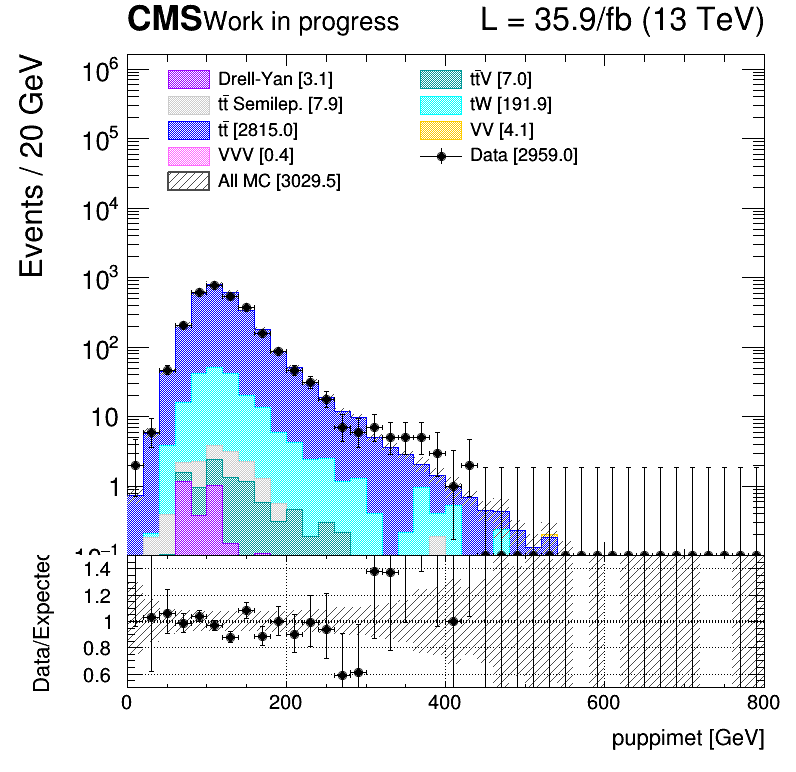 CMS Work in progress L = 35.9/fb (13 TeV)
Events / 20 GeV
Drell-Yan [3.1] tt̄V [7.0]
tt̄ Semilep. [7.9] tW [191.9]
tt̄ [2815.0] VV [4.1]
VVV [0.4] Data [2959.0]
All MC [3029.5]
10⁶
10⁵
10⁴
10³
10²
10
1
10⁻¹
Data/Expected
1.4
1.2
1
0.8
0.6
0 200 400 600 800
puppimet [GeV]